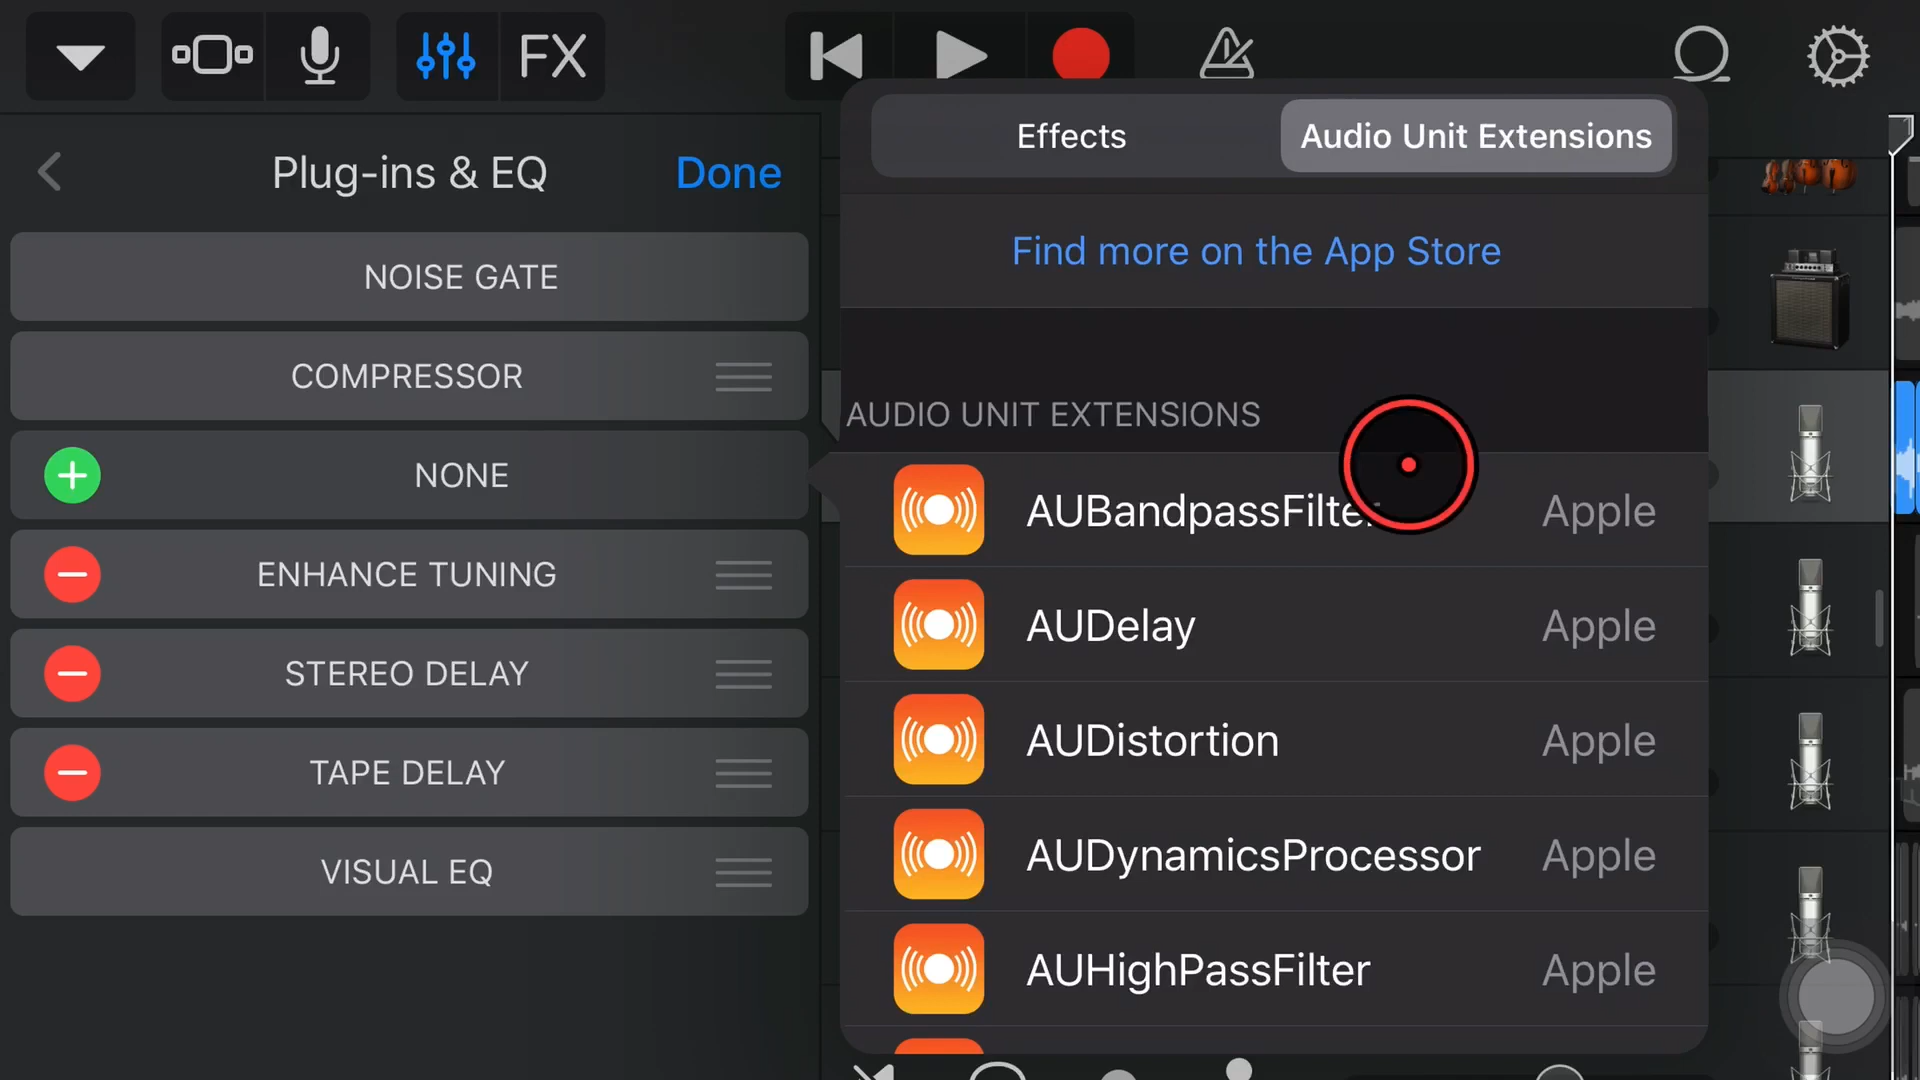 FX
Effects
Audio Unit Extensions
Plug-ins & EQ
Done
Find more on the App Store
NOISE GATE
COMPRESSOR
NONE
ENHANCE TUNING
STEREO DELAY
TAPE DELAY
VISUAL EQ
AUDIO UNIT EXTENSIONS
AUBandpassFilter Apple
AUDelay Apple
AUDistortion Apple
AUDynamicsProcessor Apple
AUHighPassFilter Apple